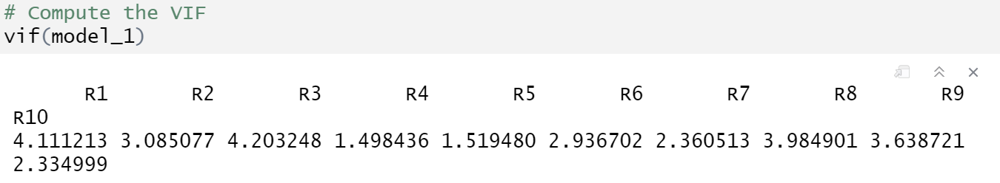 # Compute the VIF
vif(model_1)
R1 R2 R3 R4 R5 R6 R7 R8 R9
R10
4.111213 3.085077 4.203248 1.498436 1.519480 2.936702 2.360513 3.984901 3.638721
2.334999